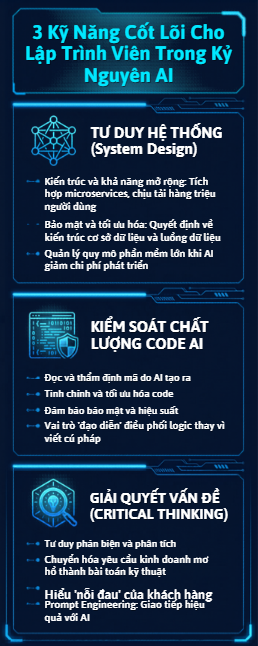 3 Kỹ Năng Cốt Lõi Cho
Lập Trình Viên Trong Kỷ
Nguyên AI
TƯ DUY HỆ THỐNG
(System Design)
Kiến trúc và khả năng mở rộng: Tích
hợp microservices, chịu tải hàng triệu
người dùng
Bảo mật và tối ưu hóa: Quyết định về
kiến trúc cơ sở dữ liệu và luồng dữ liệu
Quản lý quy mô phần mềm lớn khi AI
giảm chi phí phát triển
KIỂM SOÁT CHẤT
LƯỢNG CODE AI
Đọc và thẩm định mã do AI tạo ra
Tinh chỉnh và tối ưu hóa code
Đảm bảo bảo mật và hiệu suất
Vai trò 'đạo diễn' điều phối logic thay vì
viết cú pháp
GIẢI QUYẾT VẤN ĐỀ
(CRITICAL THINKING)
Tư duy phản biện và phân tích
Chuyển hóa yêu cầu kinh doanh mơ
hồ thành bài toán kỹ thuật
Hiểu 'nỗi đau' của khách hàng
Prompt Engineering: Giao tiếp hiệu
quả với AI